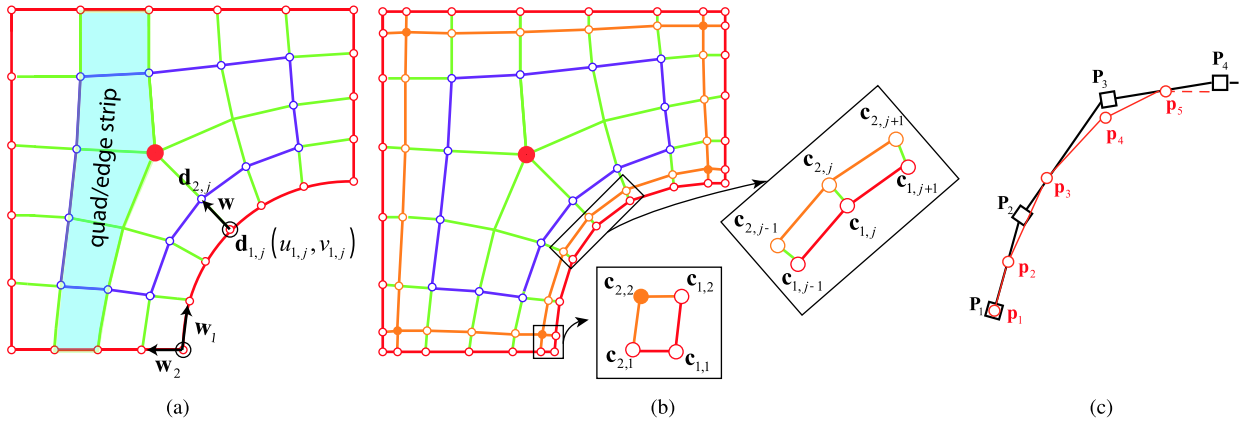 quad/edge strip
d2,j
w
d1,j (u1,j, v1,j)
w1
w2
(a)
c2,j+1
c2,j
c1,j+1
c2,j-1
c1,j
c1,j-1
c2,2
c1,2
c2,1
c1,1
(b)
P4
P3
p5
p4
p3
P2
p2
P1
p1
(c)